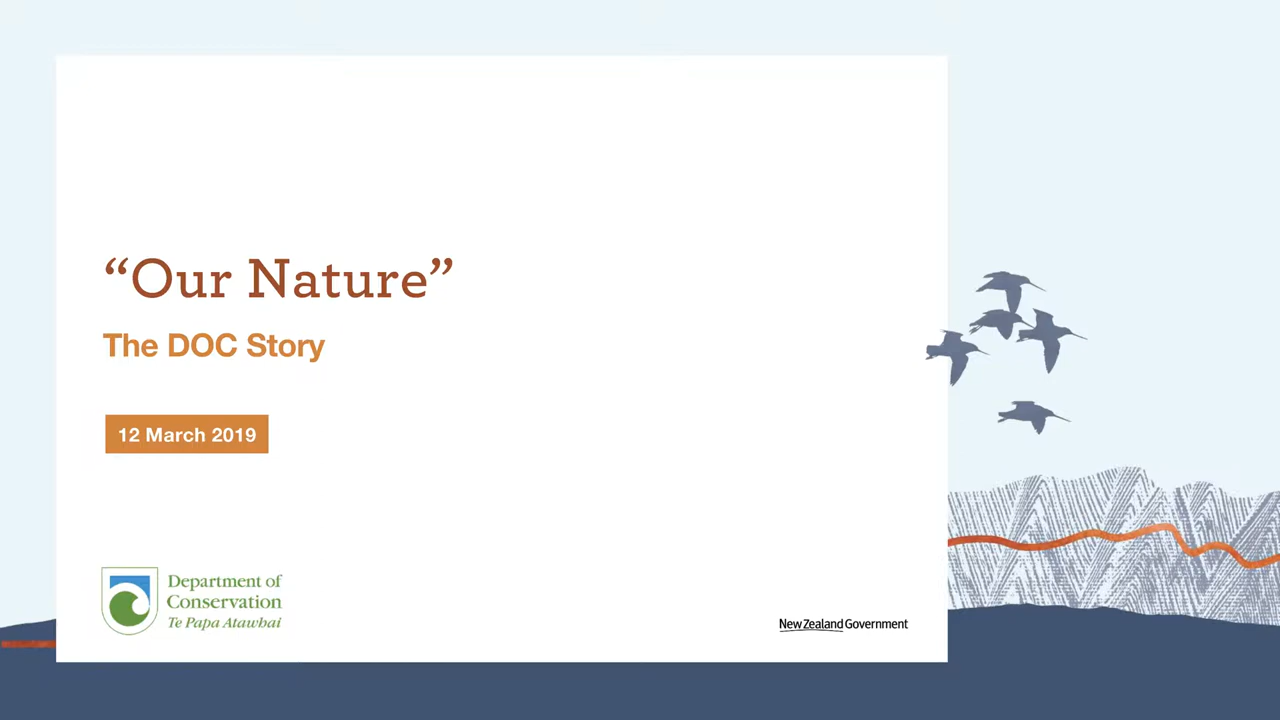 “Our Nature”
The DOC Story
12 March 2019
Department of
Conservation
Te Papa Atawhai
New Zealand Government